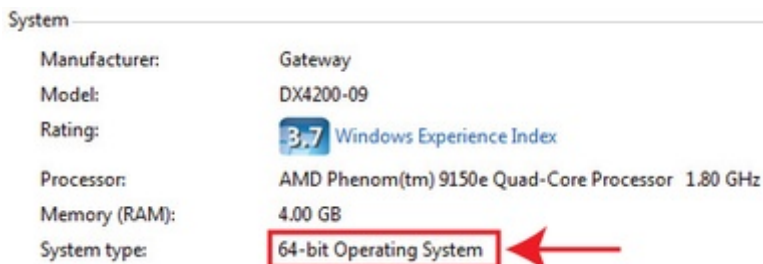 System
Manufacturer: Gateway
Model: DX4200-09
Rating: 3.7 Windows Experience Index
Processor: AMD Phenom(tm) 9150e Quad-Core Processor 1.80 GHz
Memory (RAM): 4.00 GB
System type: 64-bit Operating System